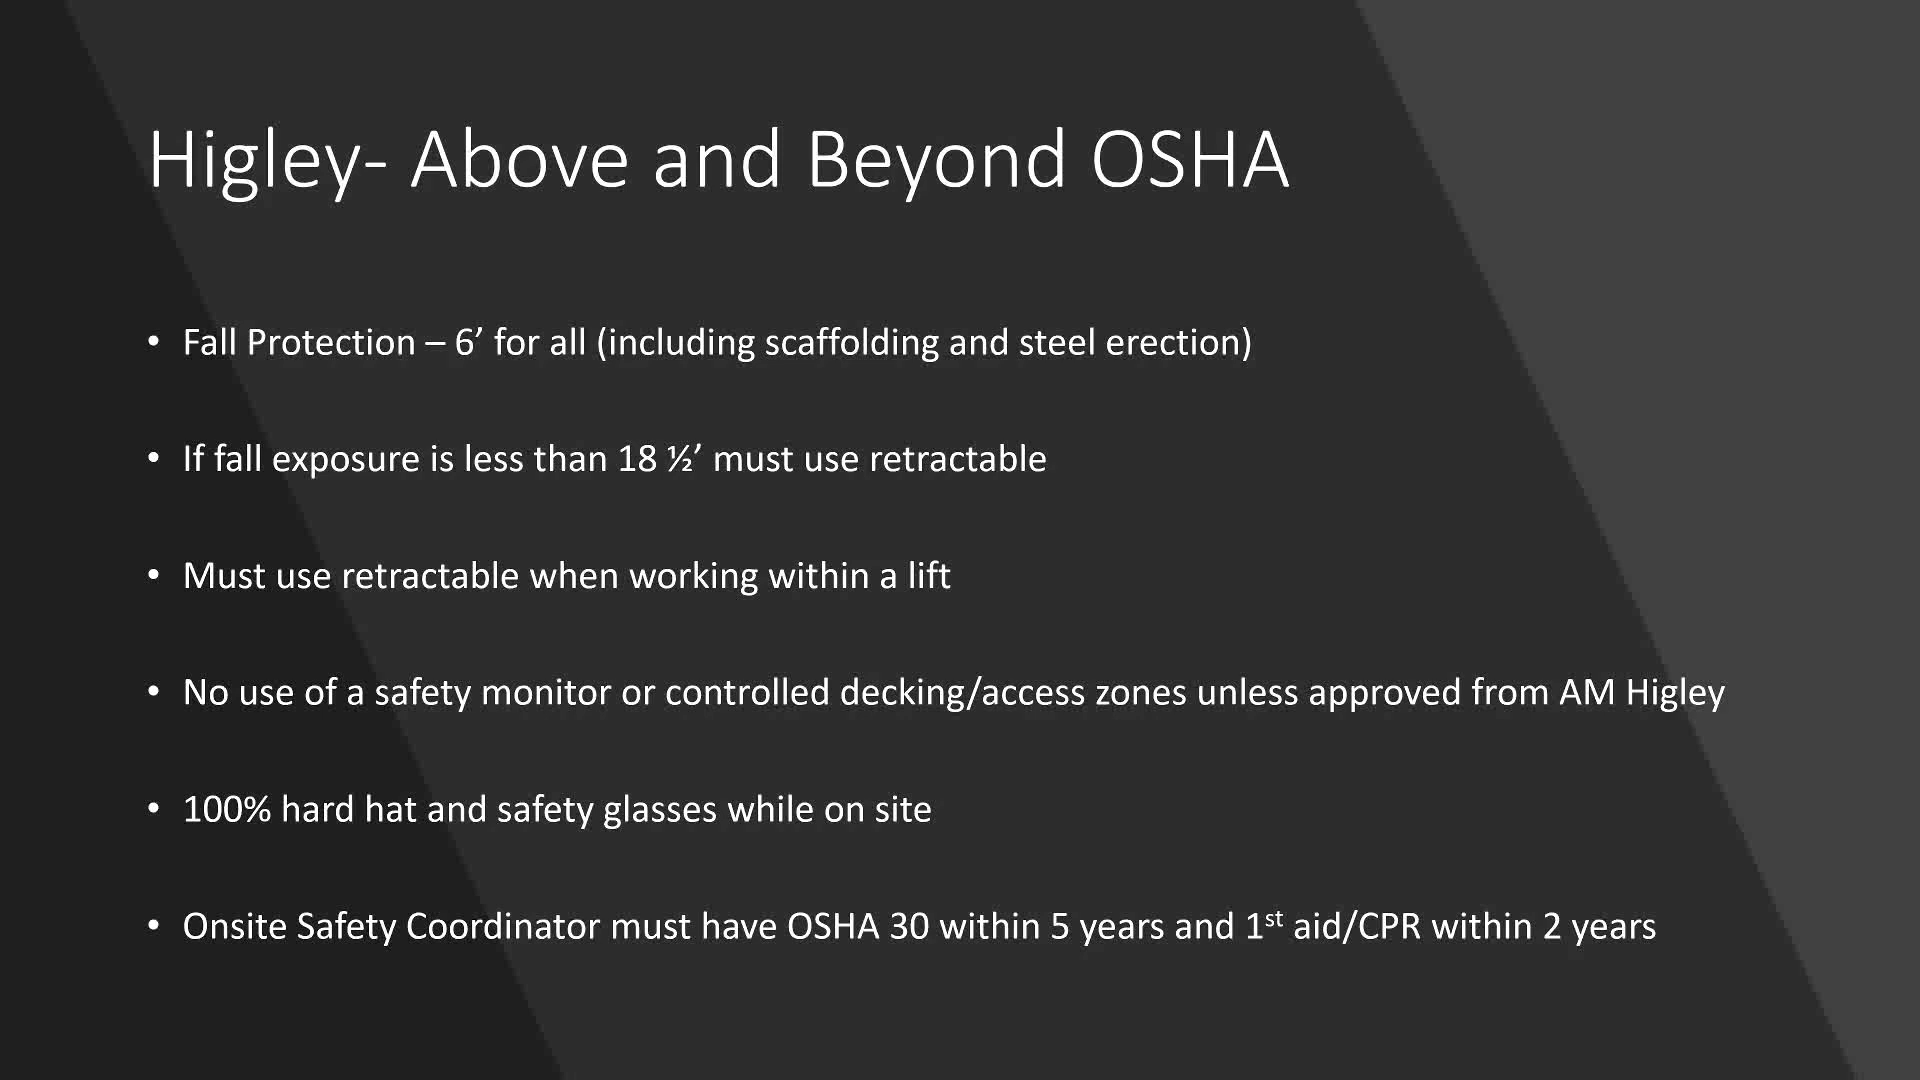 Higley- Above and Beyond OSHA
• Fall Protection – 6’ for all (including scaffolding and steel erection)
• If fall exposure is less than 18 ½’ must use retractable
• Must use retractable when working within a lift
• No use of a safety monitor or controlled decking/access zones unless approved from AM Higley
• 100% hard hat and safety glasses while on site
• Onsite Safety Coordinator must have OSHA 30 within 5 years and 1st aid/CPR within 2 years